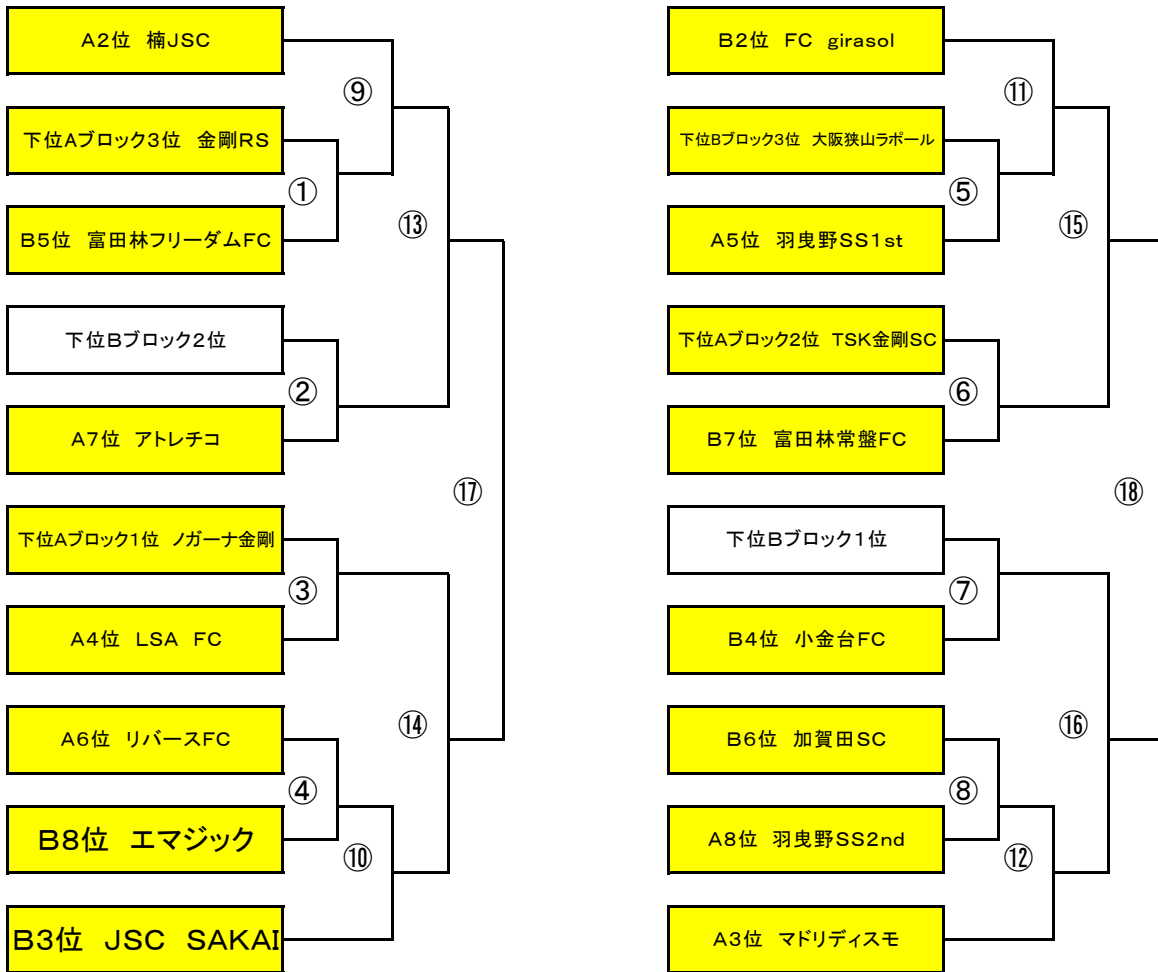 A2位　楠JSC
⑨
下位Aブロック3位　金剛RS
①
B5位　富田林フリーダムFC
⑬
下位Bブロック2位
②
A7位　アトレチコ
⑰
下位Aブロック1位　ノガーナ金剛
③
A4位　LSA　FC
A6位　リバースFC
⑭
④
B8位　エマジック
⑩
B3位　JSC　SAKAI
B2位　FC　girasol
⑪
下位Bブロック3位　大阪狭山ラポール
⑤
A5位　羽曳野SS1st
⑮
下位Aブロック2位　TSK金剛SC
⑥
B7位　富田林常盤FC
⑱
下位Bブロック1位
⑦
B4位　小金台FC
B6位　加賀田SC
⑯
⑧
A8位　羽曳野SS2nd
⑫
A3位　マドリディスモ